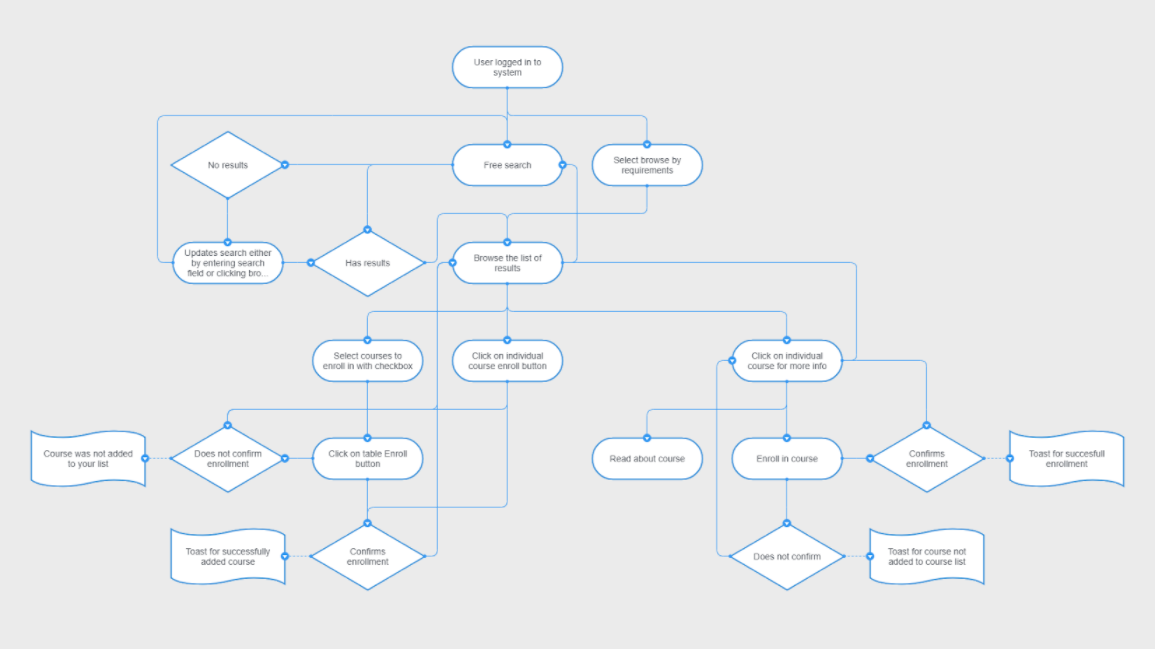 User logged in to
system
No results
Free search
Select browse by
requirements
Updates search either
by entering search
field or clicking bro...
Has results
Browse the list of
results
Select courses to
enroll in with checkbox
Click on individual
course enroll button
Click on individual
course for more info
Course was not added
to your list
Does not confirm
enrollment
Click on table Enroll
button
Read about course
Enroll in course
Confirms
enrollment
Toast for succesfull
enrollment
Toast for successfully
added course
Confirms
enrollment
Does not confirm
Toast for course not
added to course list